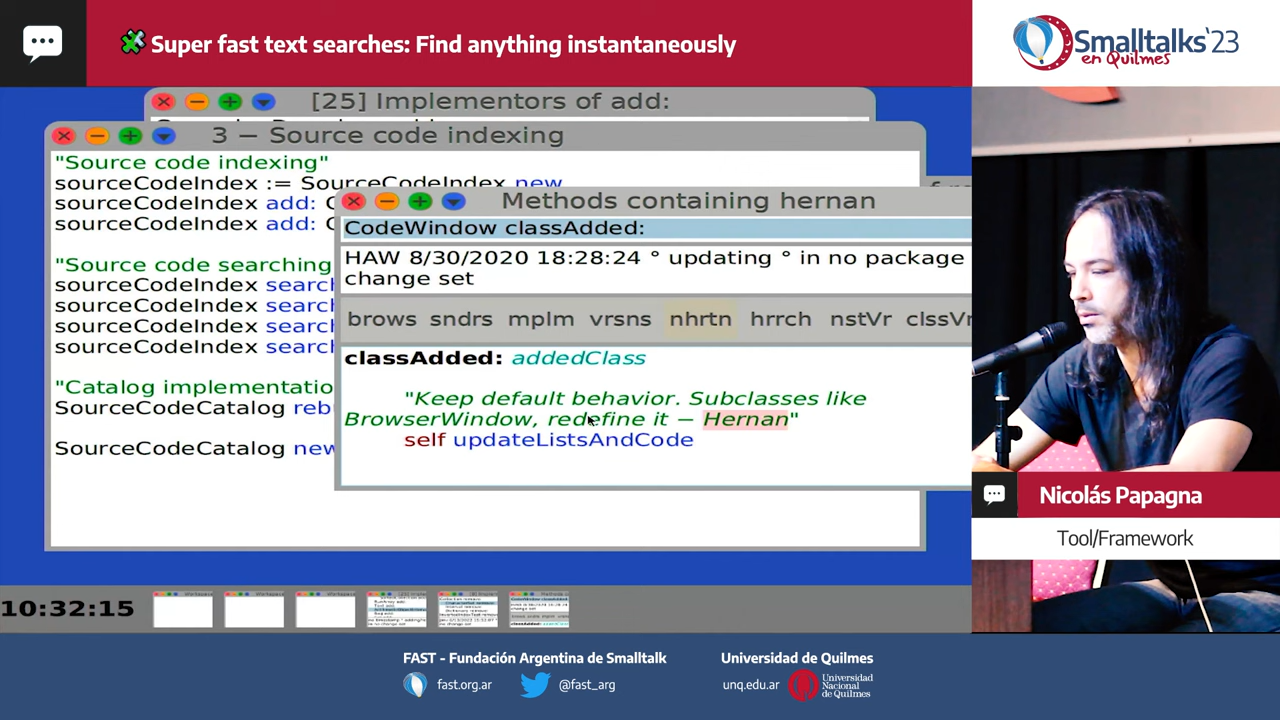 Super fast text searches: Find anything instantaneously
Smalltalks'23
en Quilmes
[25] Implementors of add:
3 − Source code indexing
"Source code indexing"
sourceCodeIndex := SourceCodeIndex new
sourceCodeIndex add:
sourceCodeIndex add:
"Source code searching
sourceCodeIndex search
sourceCodeIndex search
sourceCodeIndex search
sourceCodeIndex search
"Catalog implementatio
SourceCodeCatalog reb
SourceCodeCatalog new
Methods containing hernan
CodeWindow classAdded:
HAW 8/30/2020 18:28:24 ° updating ° in no package
change set
brows sndrs mplm vrsns nhrtn hrrch nstVr clssVr
classAdded: addedClass
"Keep default behavior. Subclasses like
BrowserWindow, redefine it − Hernan"
self updateListsAndCode
10:32:15
Nicolás Papagna
Tool/Framework
FAST - Fundación Argentina de Smalltalk
fast.org.ar
@fast_arg
Universidad de Quilmes
unq.edu.ar
Universidad
Nacional
de Quilmes